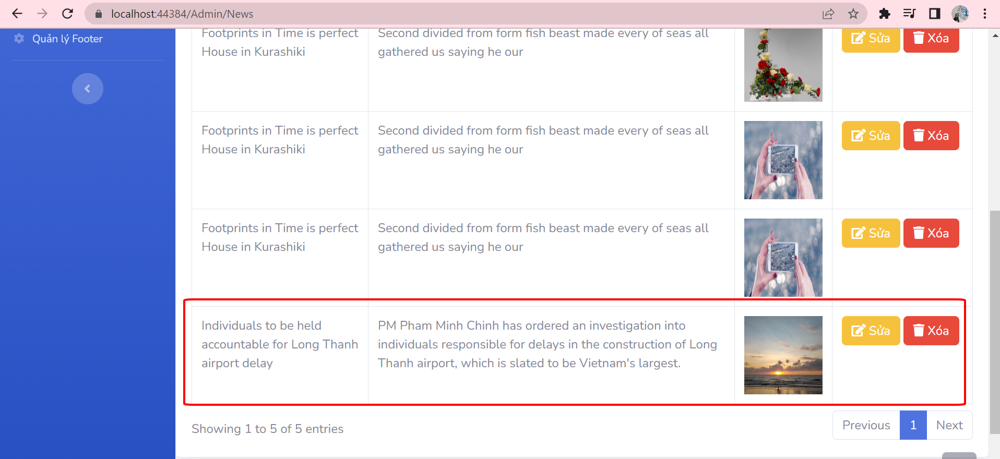 localhost:44384/Admin/News
Quản lý Footer
Footprints in Time is perfect
House in Kurashiki
Second divided from form fish beast made every of seas all
gathered us saying he our
Sửa
Xóa
Footprints in Time is perfect
House in Kurashiki
Second divided from form fish beast made every of seas all
gathered us saying he our
Sửa
Xóa
Footprints in Time is perfect
House in Kurashiki
Second divided from form fish beast made every of seas all
gathered us saying he our
Sửa
Xóa
Individuals to be held
accountable for Long Thanh
airport delay
PM Pham Minh Chinh has ordered an investigation into
individuals responsible for delays in the construction of Long
Thanh airport, which is slated to be Vietnam's largest.
Sửa
Xóa
Showing 1 to 5 of 5 entries
Previous
1
Next